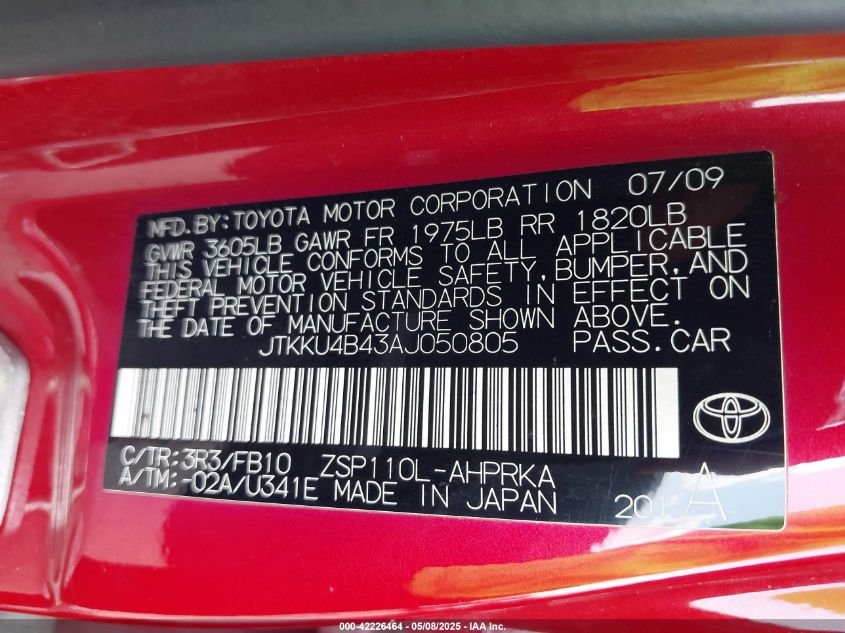 MFD.BY:TOYOTA MOTOR CORPORATION 07/09
GVWR 3605LB GAWR FR 1975LB RR 1820LB
THIS VEHICLE CONFORMS TO ALL APPLICABLE
FEDERAL MOTOR VEHICLE SAFETY,BUMPER,AND
THEFT PREVENTION STANDARDS IN EFFECT ON
THE DATE OF MANUFACTURE SHOWN ABOVE.
JTKKU4B43AJ050805 PASS.CAR
C/TR:3R3/FB10 ZSP110L-AHPRKA
A/TM:-02A/U341E MADE IN JAPAN
201 A
000-42226464 - 05/08/2025 - IAA Inc.